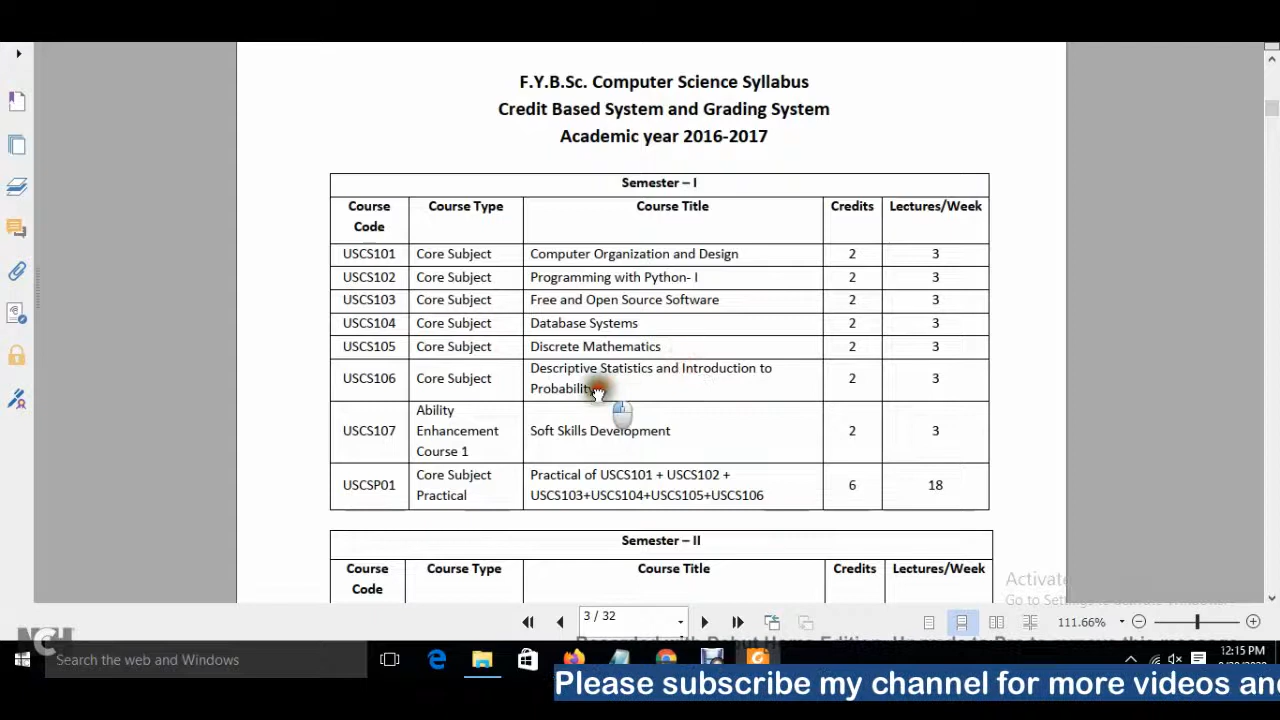 F.Y.B.Sc. Computer Science Syllabus
Credit Based System and Grading System
Academic year 2016-2017
Semester – I
Course Code Course Type Course Title Credits Lectures/Week
USCS101 Core Subject Computer Organization and Design 2 3
USCS102 Core Subject Programming with Python- I 2 3
USCS103 Core Subject Free and Open Source Software 2 3
USCS104 Core Subject Database Systems 2 3
USCS105 Core Subject Discrete Mathematics 2 3
USCS106 Core Subject Descriptive Statistics and Introduction to Probability 2 3
USCS107 Ability Enhancement Course 1 Soft Skills Development 2 3
USCSP01 Core Subject Practical Practical of USCS101 + USCS102 + USCS103+USCS104+USCS105+USCS106 6 18
Semester – II
Course Code Course Type Course Title Credits Lectures/Week
Activate
3 / 32
111.66%
NCH
Search the web and Windows
12:15 PM
Please subscribe my channel for more videos and